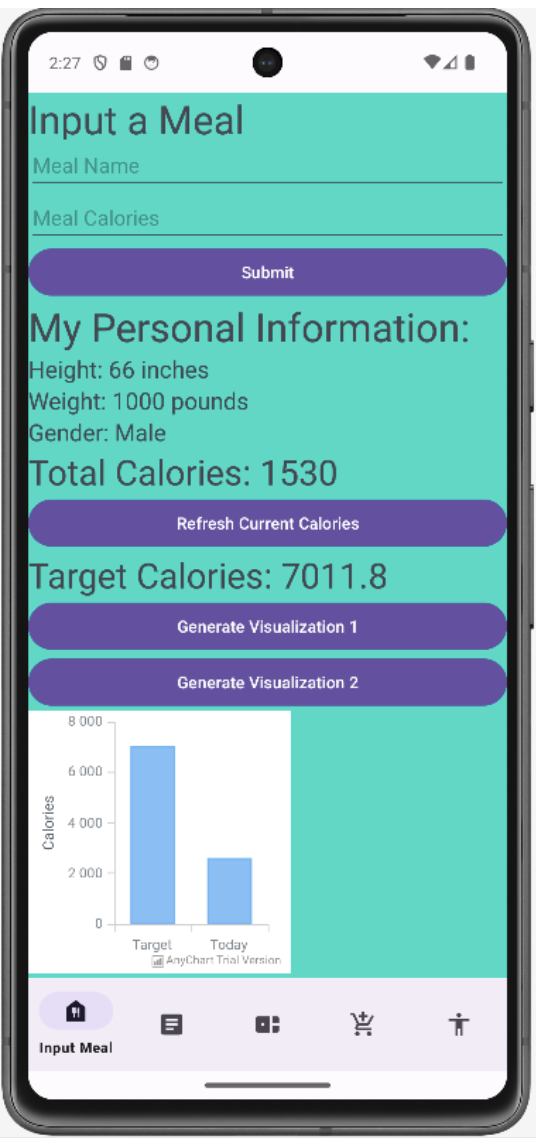 2:27
Input a Meal
Meal Name
Meal Calories
Submit
My Personal Information:
Height: 66 inches
Weight: 1000 pounds
Gender: Male
Total Calories: 1530
Refresh Current Calories
Target Calories: 7011.8
Generate Visualization 1
Generate Visualization 2
8 000
6 000
Calories
4 000
2 000
0
Target Today
AnyChart Trial Version
Input Meal